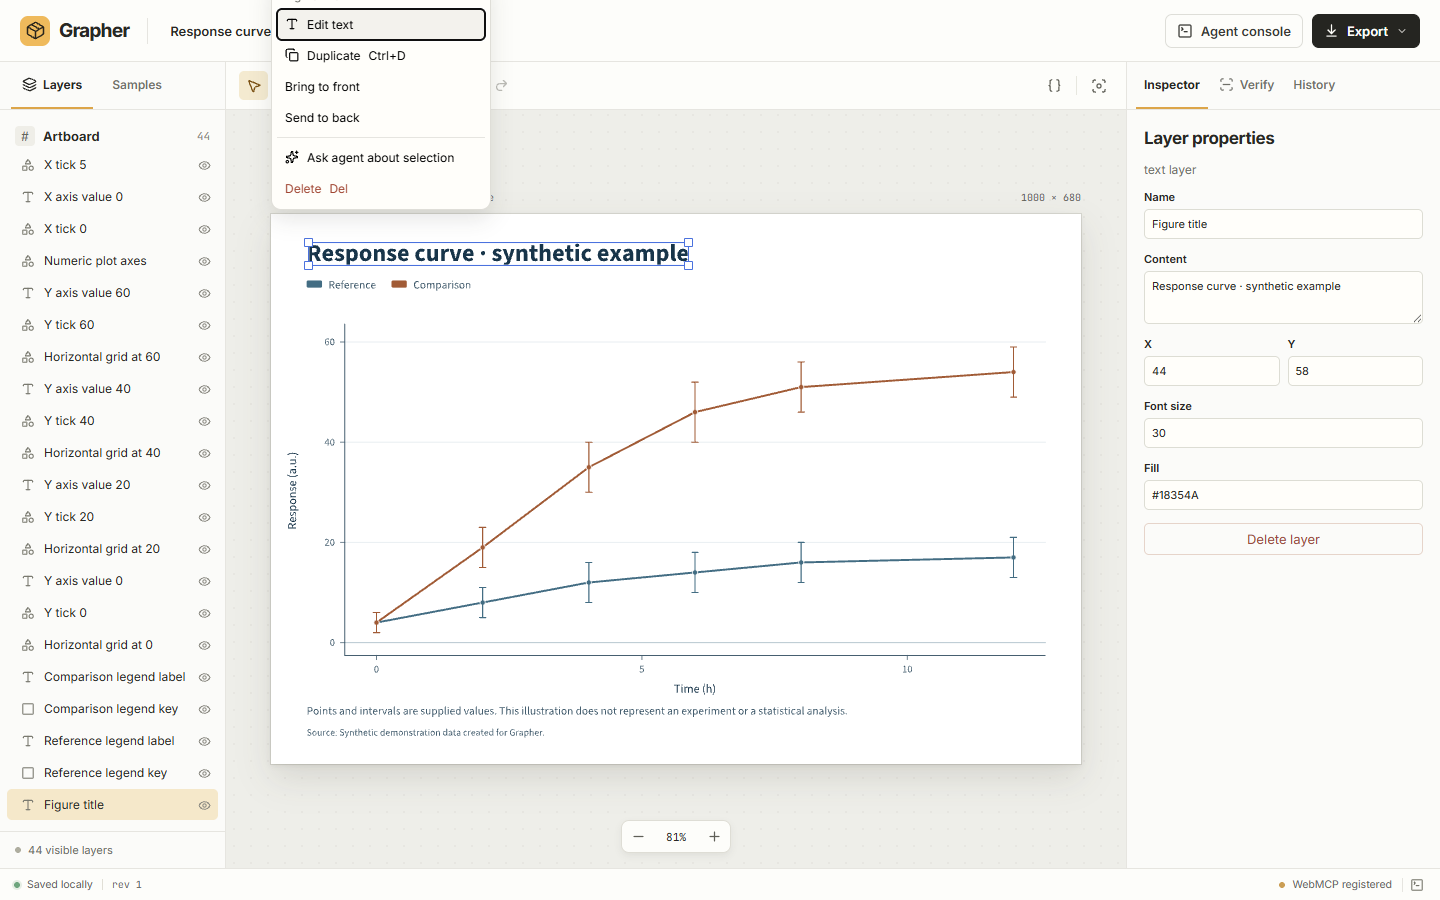 Grapher
Response curve
Edit text
Duplicate Ctrl+D
Bring to front
Send to back
Ask agent about selection
Delete Del
Agent console
Export
Layers
Samples
Inspector
Verify
History
# Artboard 44
X tick 5
X axis value 0
X tick 0
Numeric plot axes
Y axis value 60
Y tick 60
Horizontal grid at 60
Y axis value 40
Y tick 40
Horizontal grid at 40
Y axis value 20
Y tick 20
Horizontal grid at 20
Y axis value 0
Y tick 0
Horizontal grid at 0
Comparison legend label
Comparison legend key
Reference legend label
Reference legend key
Figure title
44 visible layers
1000 × 680
Response curve · synthetic example
Reference
Comparison
60
40
20
0
Response (a.u.)
0
5
10
Time (h)
Points and intervals are supplied values. This illustration does not represent an experiment or a statistical analysis.
Source. Synthetic demonstration data created for Grapher.
81%
Layer properties
text layer
Name
Figure title
Content
Response curve · synthetic example
X
Y
44
58
Font size
30
Fill
#18354A
Delete layer
Saved locally
rev 1
WebMCP registered